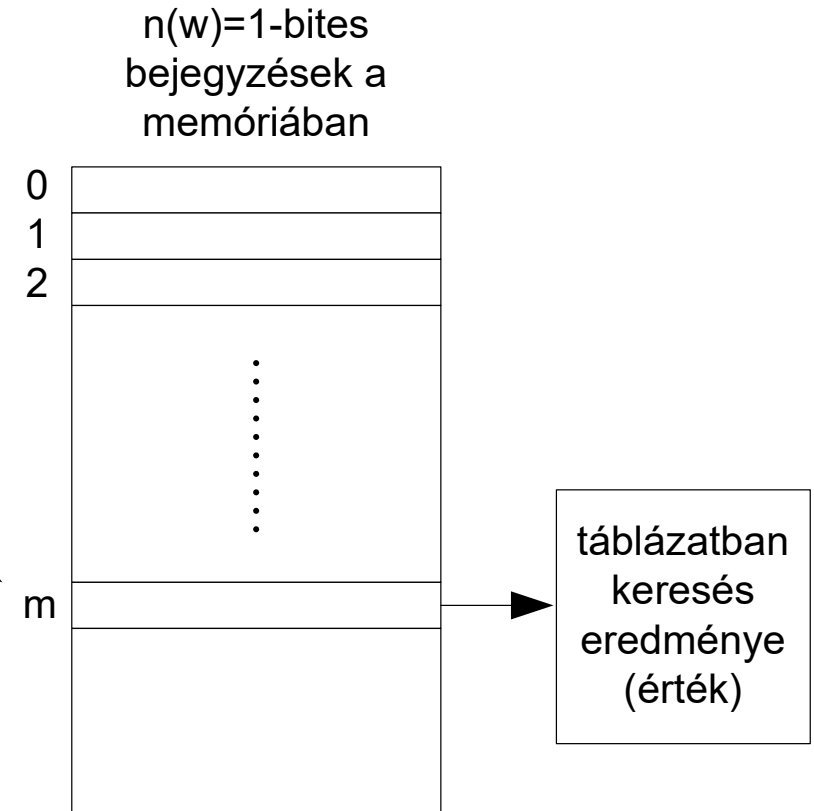 n(w)=1-bites
bejegyzések a
memóriában
0
1
2
m
táblázatban
keresés
eredménye
(érték)